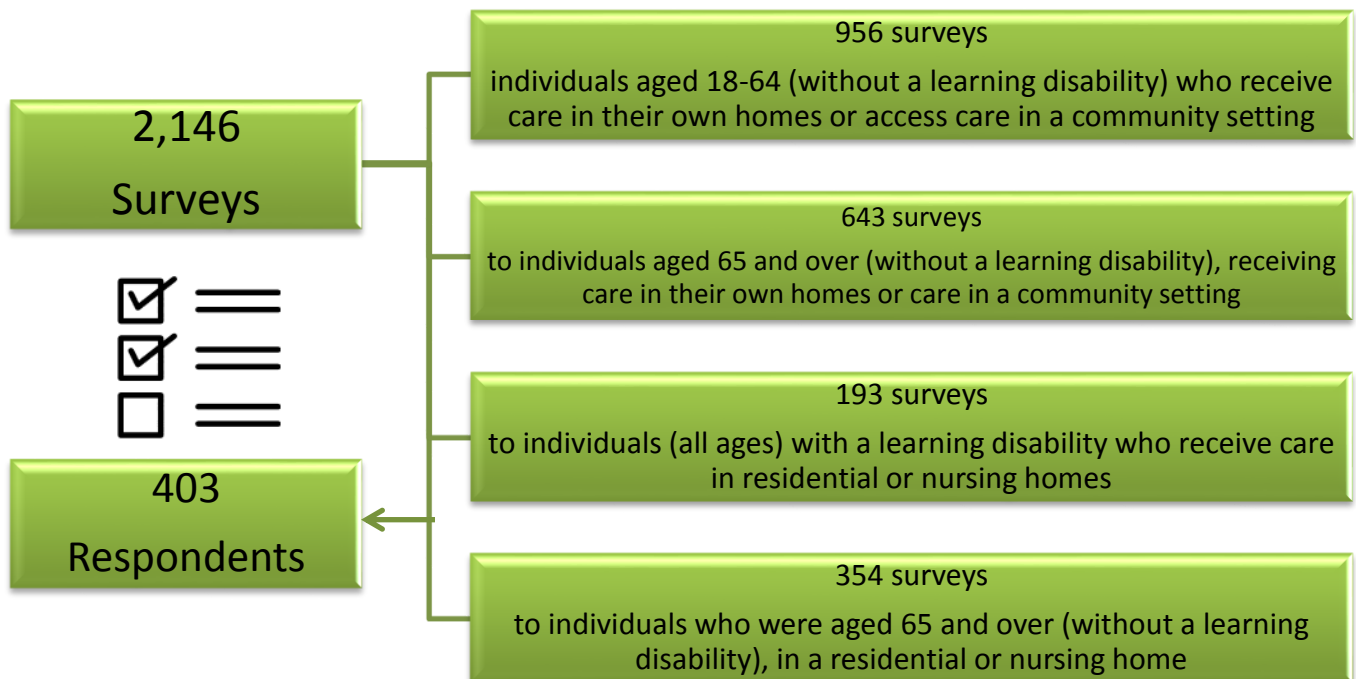 2,146
Surveys
956 surveys
individuals aged 18-64 (without a learning disability) who receive
care in their own homes or access care in a community setting
643 surveys
to individuals aged 65 and over (without a learning disability), receiving
care in their own homes or care in a community setting
193 surveys
to individuals (all ages) with a learning disability who receive care
in residential or nursing homes
403
Respondents
354 surveys
to individuals who were aged 65 and over (without a learning
disability), in a residential or nursing home